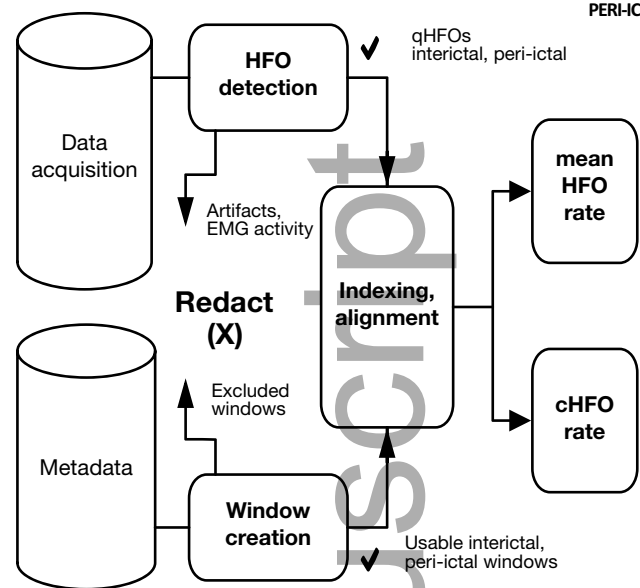 PERI-IC
HFO
detection
qHFOs
interictal, peri-ictal
Data
acquisition
Artifacts,
EMG activity
mean
HFO
rate
Indexing,
alignment
Redact
(X)
Excluded
windows
cHFO
rate
Metadata
Window
creation
Usable interictal,
peri-ictal windows
uscript